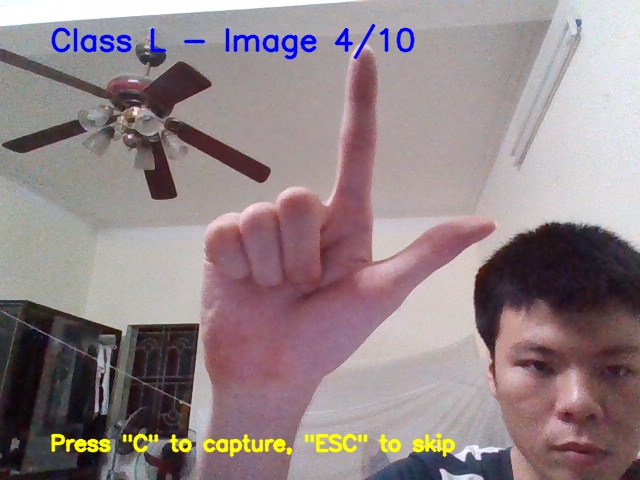 Class L - Image 4/10
Press "C" to capture, "ESC" to skip